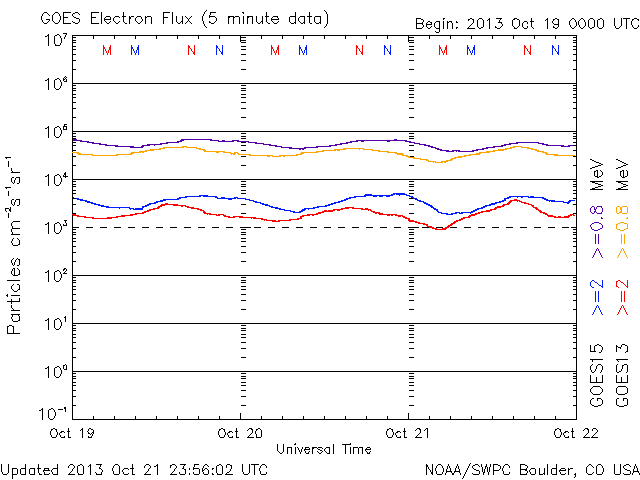 GOES Electron Flux (5 minute data)
Begin: 2013 Oct 19 0000 UTC
M M N N M M N N M M N N
10⁷
10⁶
10⁵
10⁴
10³
10²
10¹
10⁰
10⁻¹
Particles cm⁻²s⁻¹sr⁻¹
Oct 19 Oct 20 Oct 21 Oct 22
Universal Time
GOES15 >=2 >=0.8 MeV
GOES13 >=2 >=0.8 MeV
Updated 2013 Oct 21 23:56:02 UTC
NOAA/SWPC Boulder, CO USA